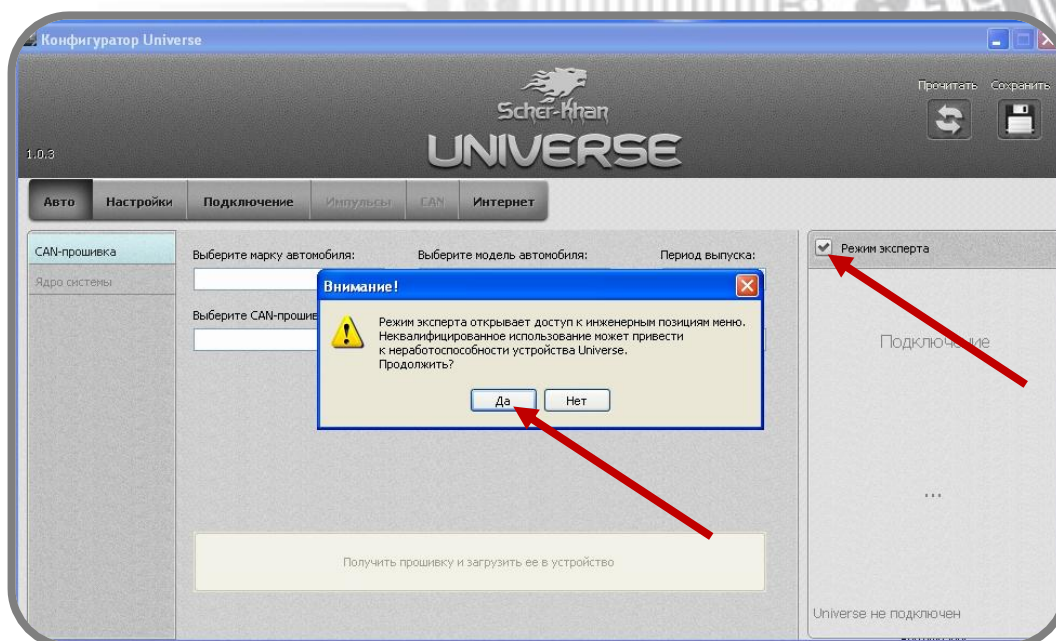 Конфигуратор Universe
Scher-Khan
UNIVERSE
Прочитать Сохранить
1.0.3
Авто Настройки Подключение Импульсы CAN Интернет
CAN-прошивка
Ядро системы
Выберите марку автомобиля: Выберите модель автомобиля: Период выпуска:
Выберите CAN-прошив
Внимание!
Режим эксперта открывает доступ к инженерным позициям меню.
Неквалифицированное использование может привести
к неработоспособности устройства Universe.
Продолжить?
Да Нет
Получить прошивку и загрузить ее в устройство
Режим эксперта
Подключение
...
Universe не подключен